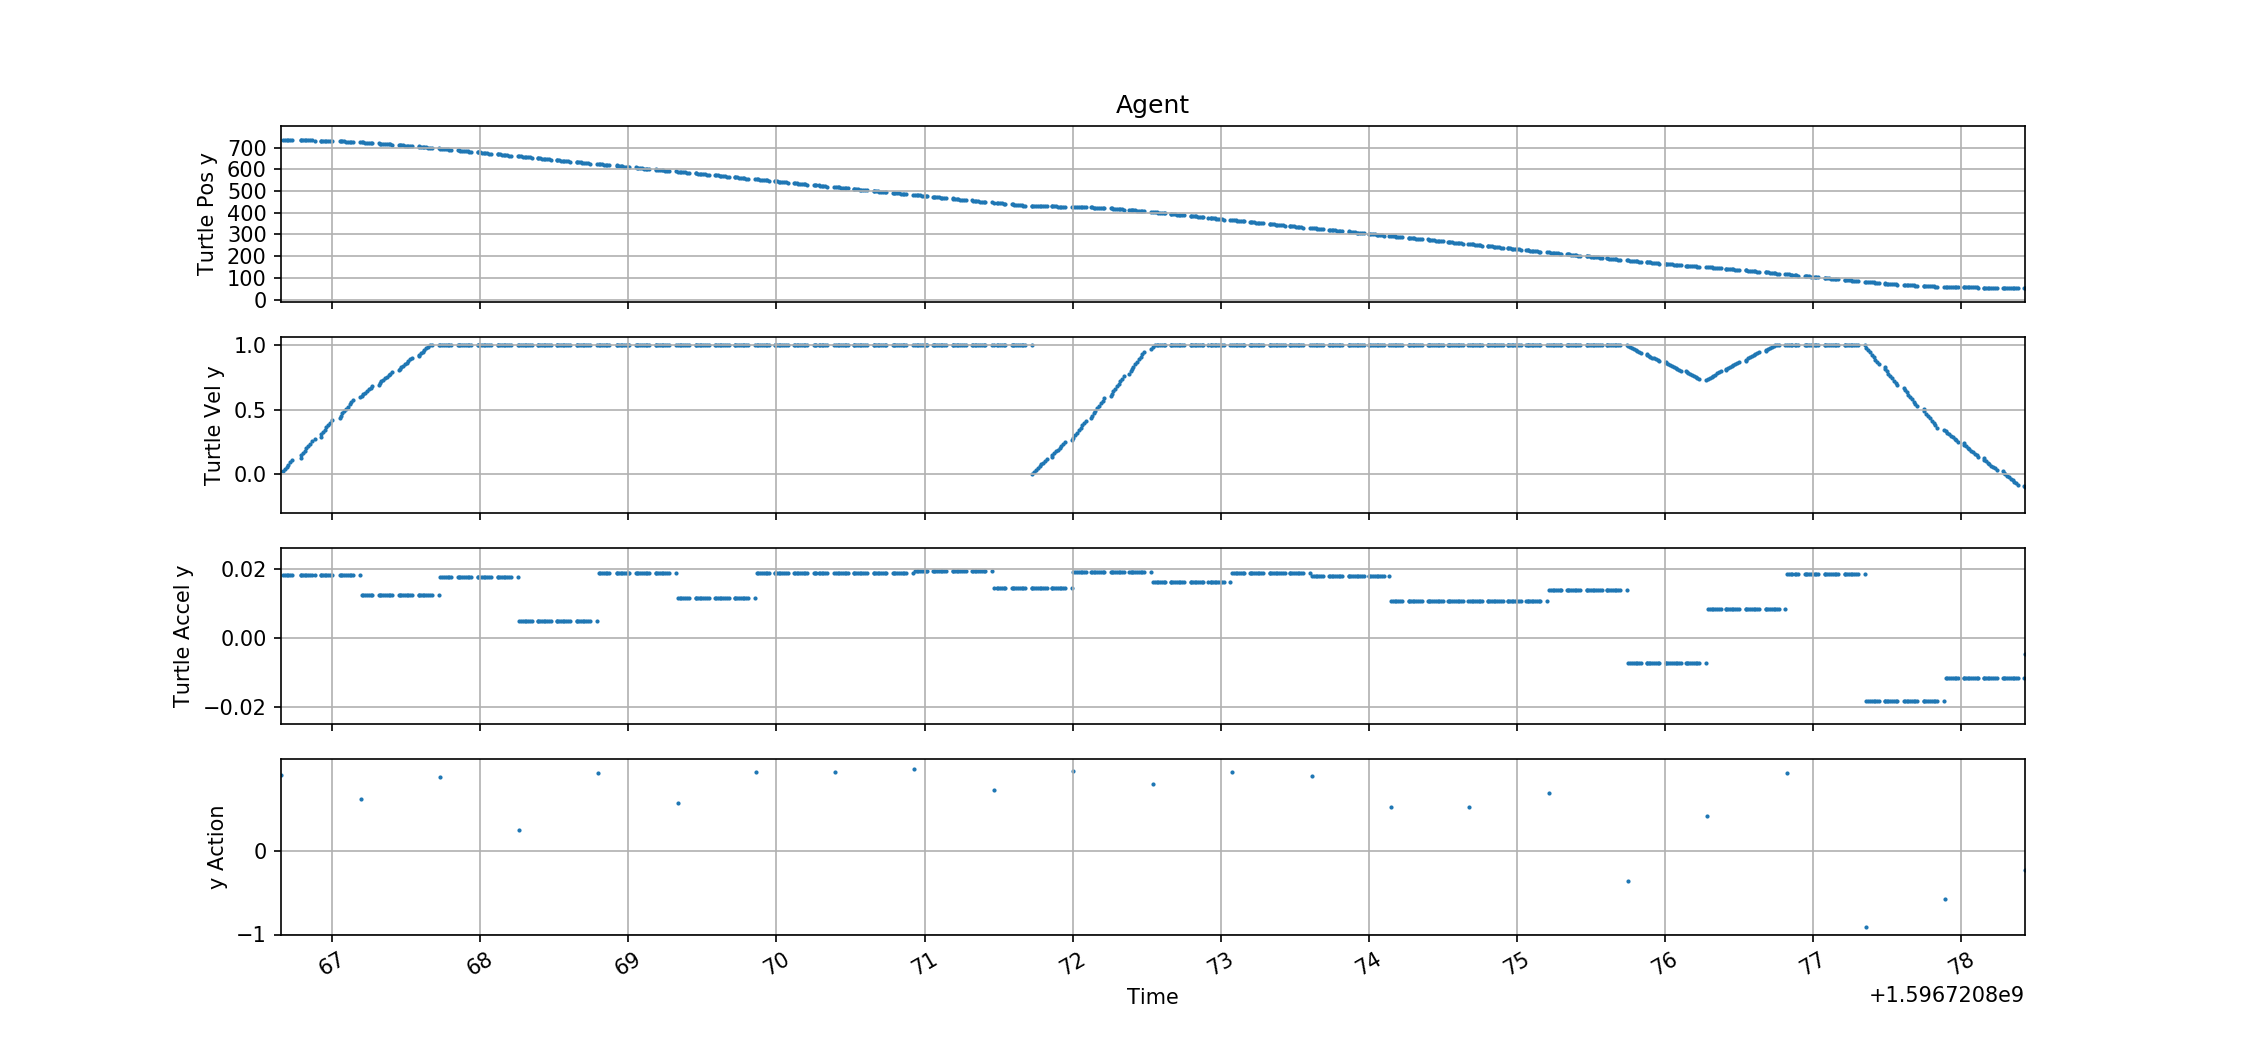 Agent
Turtle Pos y
700
600
500
400
300
200
100
0
Turtle Vel y
1.0
0.5
0.0
Turtle Accel y
0.02
0.00
−0.02
y Action
0
−1
67 68 69 70 71 72 73 74 75 76 77 78
Time
+1.5967208e9